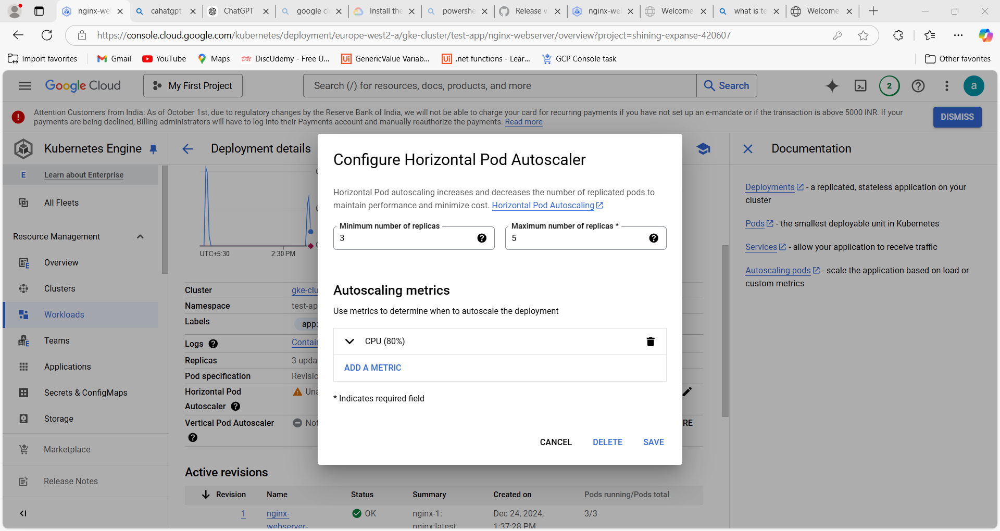 nginx-wel
cahatgpt
ChatGPT
google cl
Install the
powershe
Release v
nginx-wel
Welcome
what is te
Welcome
https://console.cloud.google.com/kubernetes/deployment/europe-west2-a/gke-cluster/test-app/nginx-webserver/overview?project=shining-expanse-420607
Import favorites
Gmail
YouTube
Maps
DU DiscUdemy - Free U...
Ui GenericValue Variab...
Ui .net functions - Lear...
GCP Console task
Other favorites
Google Cloud
My First Project
Search (/) for resources, docs, products, and more
Search
2
a
Attention Customers from India: As of October 1st, due to regulatory changes by the Reserve Bank of India, we will not be able to charge your card for recurring payments if you have not set up an e-mandate or if the transaction is above 5000 INR. If your
payments are being declined, Billing administrators will have to log into their Payments account and manually reauthorize the payments. Read more
DISMISS
Kubernetes Engine
E Learn about Enterprise
All Fleets
Resource Management
Overview
Clusters
Workloads
Teams
Applications
Secrets & ConfigMaps
Storage
Marketplace
Release Notes
Deployment details
UTC+5:30
2:30 PM
Cluster
gke-clu
Namespace
test-ap
Labels
app:
Logs
Contain
Replicas
3 upda
Pod specification
Revisio
Horizontal Pod
Autoscaler
Una
Vertical Pod Autoscaler
Not
RE
Active revisions
Revision
Name
Status
Summary
Created on
Pods running/Pods total
1
nginx-
webserver-
OK
nginx-1:
nginx:latest
Dec 24, 2024,
1:37:28 PM
3/3
Configure Horizontal Pod Autoscaler
Horizontal Pod autoscaling increases and decreases the number of replicated pods to
maintain performance and minimize cost. Horizontal Pod Autoscaling
Minimum number of replicas
3
Maximum number of replicas *
5
Autoscaling metrics
Use metrics to determine when to autoscale the deployment
CPU (80%)
ADD A METRIC
* Indicates required field
CANCEL
DELETE
SAVE
Documentation
Deployments - a replicated, stateless application on your
cluster
Pods - the smallest deployable unit in Kubernetes
Services - allow your application to receive traffic
Autoscaling pods - scale the application based on load or
custom metrics